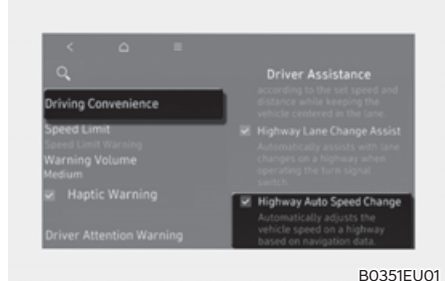 Driver Assistance
according to the set speed and
distance while keeping the
vehicle centered in the lane.
Driving Convenience
Speed Limit
Speed Limit Warning
Warning Volume
Medium
Haptic Warning
Driver Attention Warning
Highway Lane Change Assist
Automatically assists with lane
changes on a highway when
operating the turn signal
switch.
Highway Auto Speed Change
Automatically adjusts the
vehicle speed on a highway
based on navigation data.
B0351EU01